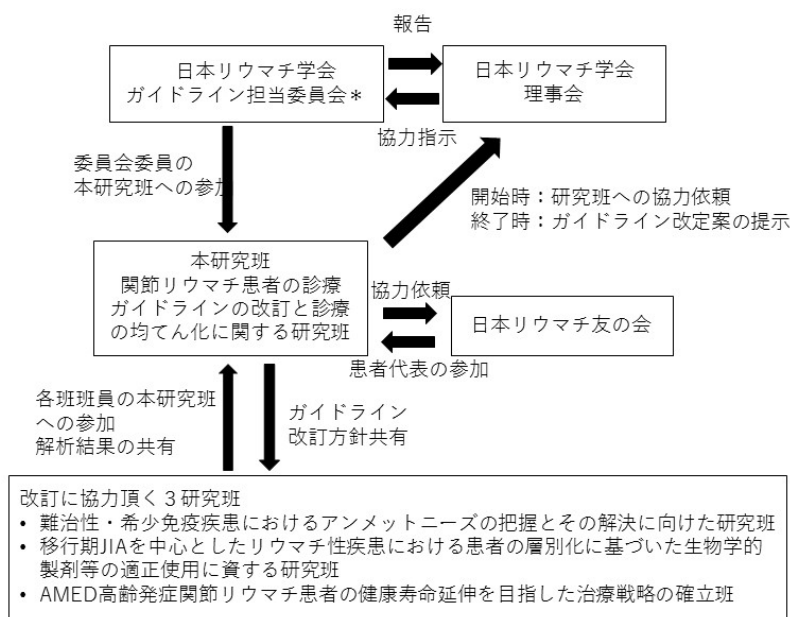 報告
日本リウマチ学会
ガイドライン担当委員会＊
日本リウマチ学会
理事会
協力指示
委員会委員の
本研究班への参加
開始時：研究班への協力依頼
終了時：ガイドライン改定案の提示
本研究班
関節リウマチ患者の診療
ガイドラインの改訂と診療
の均てん化に関する研究班
協力依頼
日本リウマチ友の会
患者代表の参加
各班班員の本研究班
への参加
解析結果の共有
ガイドライン
改訂方針共有
改訂に協力頂く３研究班
• 難治性・希少免疫疾患におけるアンメットニーズの把握とその解決に向けた研究班
• 移行期JIAを中心としたリウマチ性疾患における患者の層別化に基づいた生物学的
製剤等の適正使用に資する研究班
• AMED高齢発症関節リウマチ患者の健康寿命延伸を目指した治療戦略の確立班